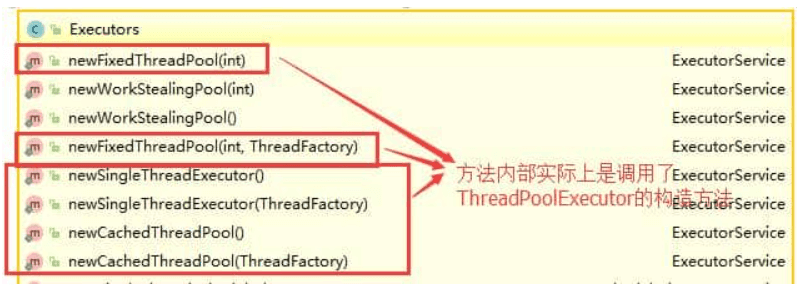 Executors
newFixedThreadPool(int) ExecutorService
newWorkStealingPool(int) ExecutorService
newWorkStealingPool() ExecutorService
newFixedThreadPool(int, ThreadFactory) ExecutorService
newSingleThreadExecutor() ExecutorService
方法内部实际上是调用了
ThreadPoolExecutor的构造方法
newSingleThreadExecutor(ThreadFactory) ExecutorService
newCachedThreadPool() ExecutorService
newCachedThreadPool(ThreadFactory) ExecutorService